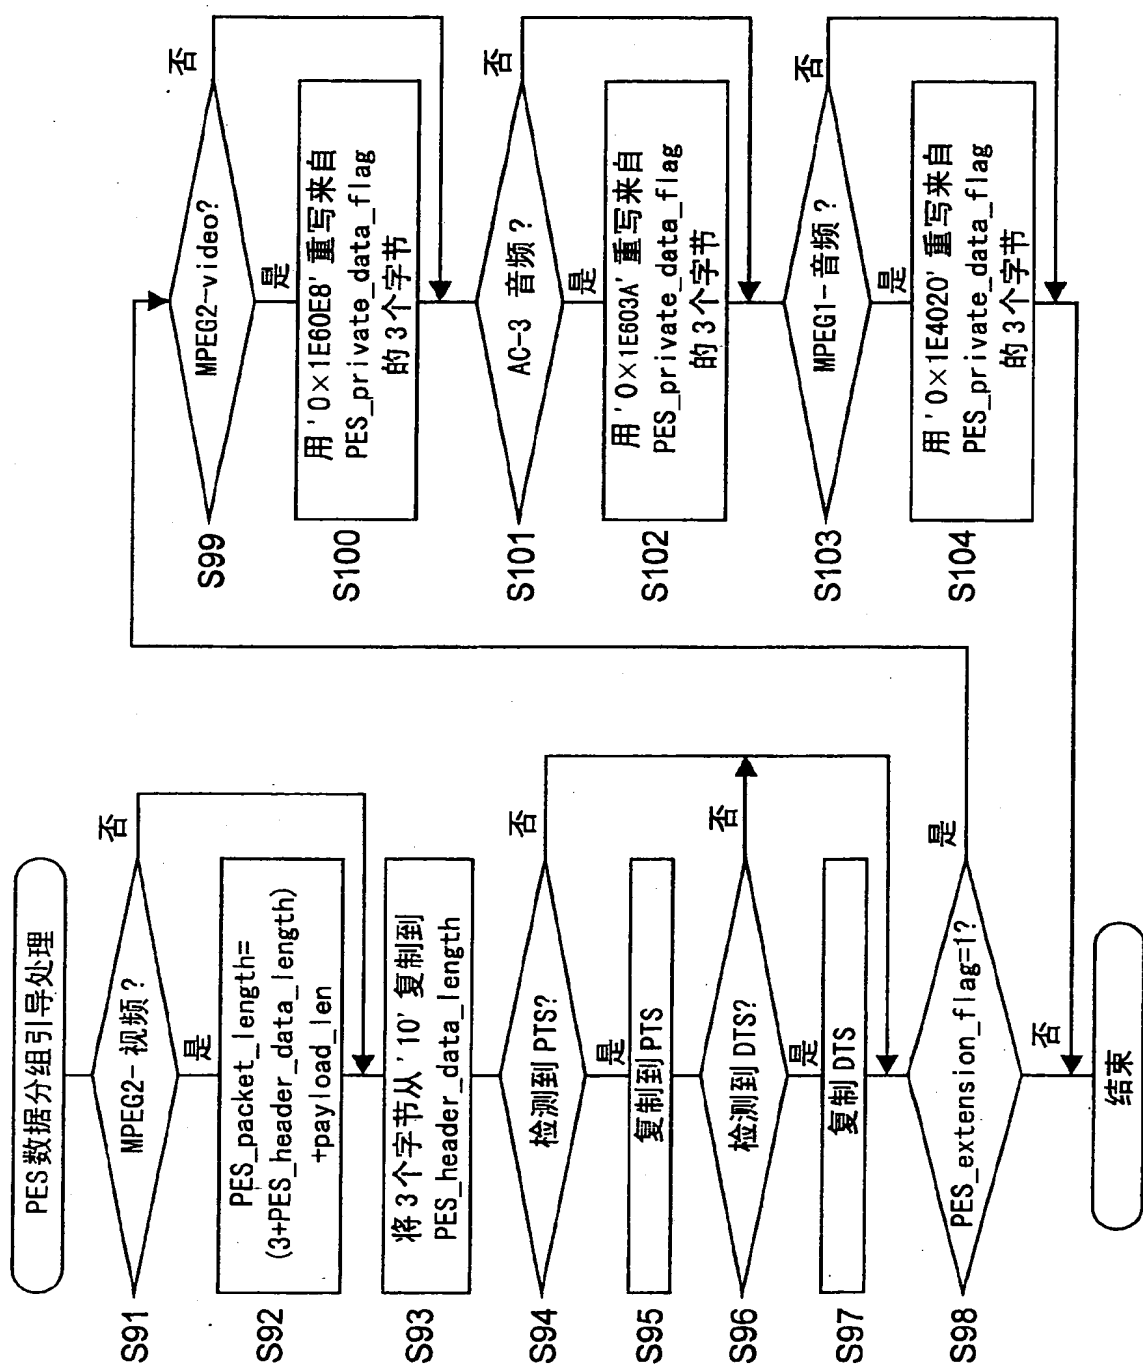 PES数据分组引导处理
S91
MPEG2-视频?
否
是
S92
PES_packet_length=
(3+PES_header_data_length)
+payload_len
S93
将3个字节从'10'复制到
PES_header_data_length
S94
检测到PTS?
否
是
S95
复制到PTS
S96
检测到DTS?
否
是
S97
复制DTS
S98
PES_extension_flag=1?
是
否
结束
S99
MPEG2-video?
否
是
S100
用'0×1E60E8'重写来自
PES_private_data_flag
的3个字节
S101
AC-3 音频?
否
是
S102
用'0×1E603A'重写来自
PES_private_data_flag
的3个字节
S103
MPEG1-音频?
否
是
S104
用'0×1E4020'重写来自
PES_private_data_flag
的3个字节